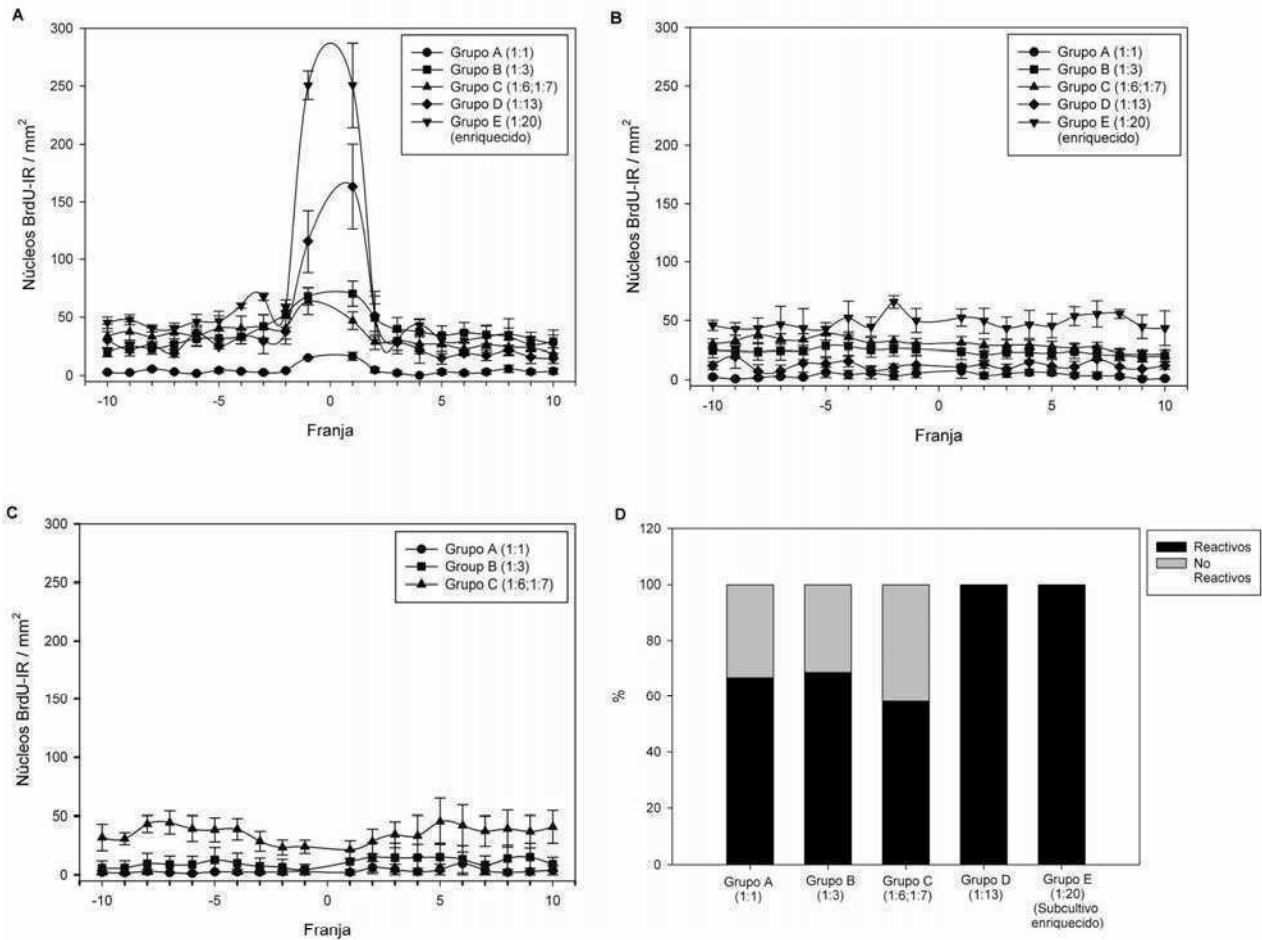 A
Núcleos BrdU-IR / mm²
300
250
200
150
100
50
0
-10
-5
0
5
10
Franja
Grupo A (1:1)
Grupo B (1:3)
Grupo C (1:6;1:7)
Grupo D (1:13)
Grupo E (1:20)
(enriquecido)
B
Núcleos BrdU-IR / mm²
300
250
200
150
100
50
0
-10
-5
0
5
10
Franja
Grupo A (1:1)
Grupo B (1:3)
Grupo C (1:6;1:7)
Grupo D (1:13)
Grupo E (1:20)
(enriquecido)
C
Núcleos BrdU-IR / mm²
300
250
200
150
100
50
0
-10
-5
0
5
10
Franja
Grupo A (1:1)
Group B (1:3)
Grupo C (1:6;1:7)
D
%
120
100
80
60
40
20
0
Grupo A
(1:1)
Grupo B
(1:3)
Grupo C
(1:6;1:7)
Grupo D
(1:13)
Grupo E
(1:20)
(Subcultivo
enriquecido)
Reactivos
No
Reactivos